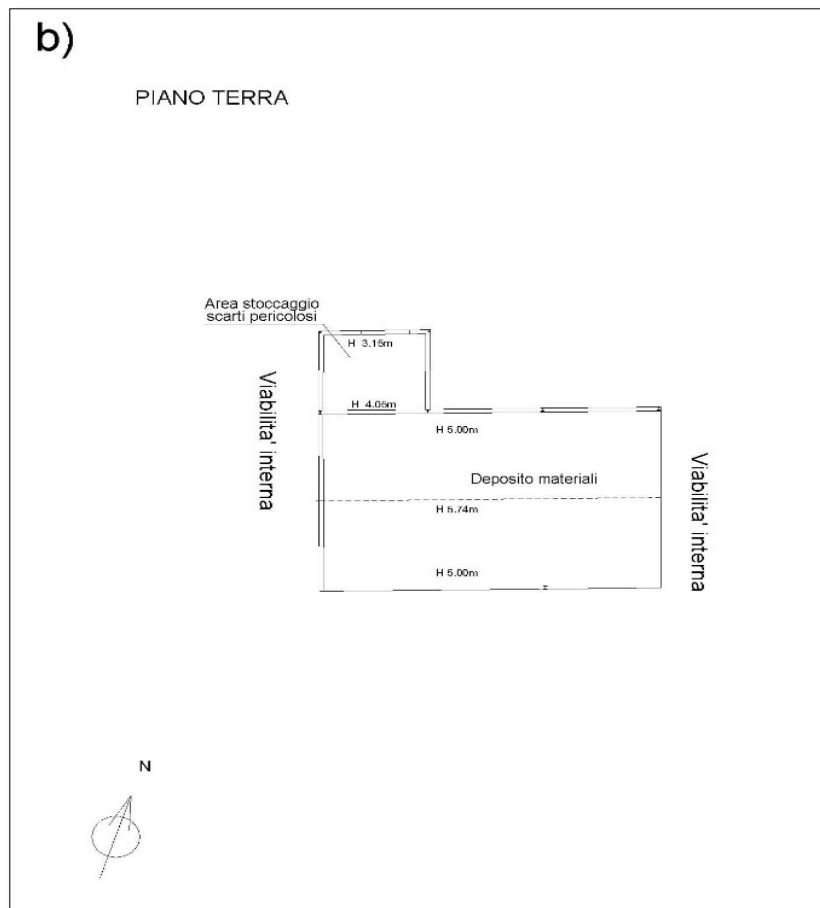 b)
PIANO TERRA
Area stoccaggio
scarti pericolosi
H 3.15m
Viabilita' interna
H 4.05m
H 5.00m
Deposito materiali
Viabilita' interna
H 5.74m
H 5.00m
N